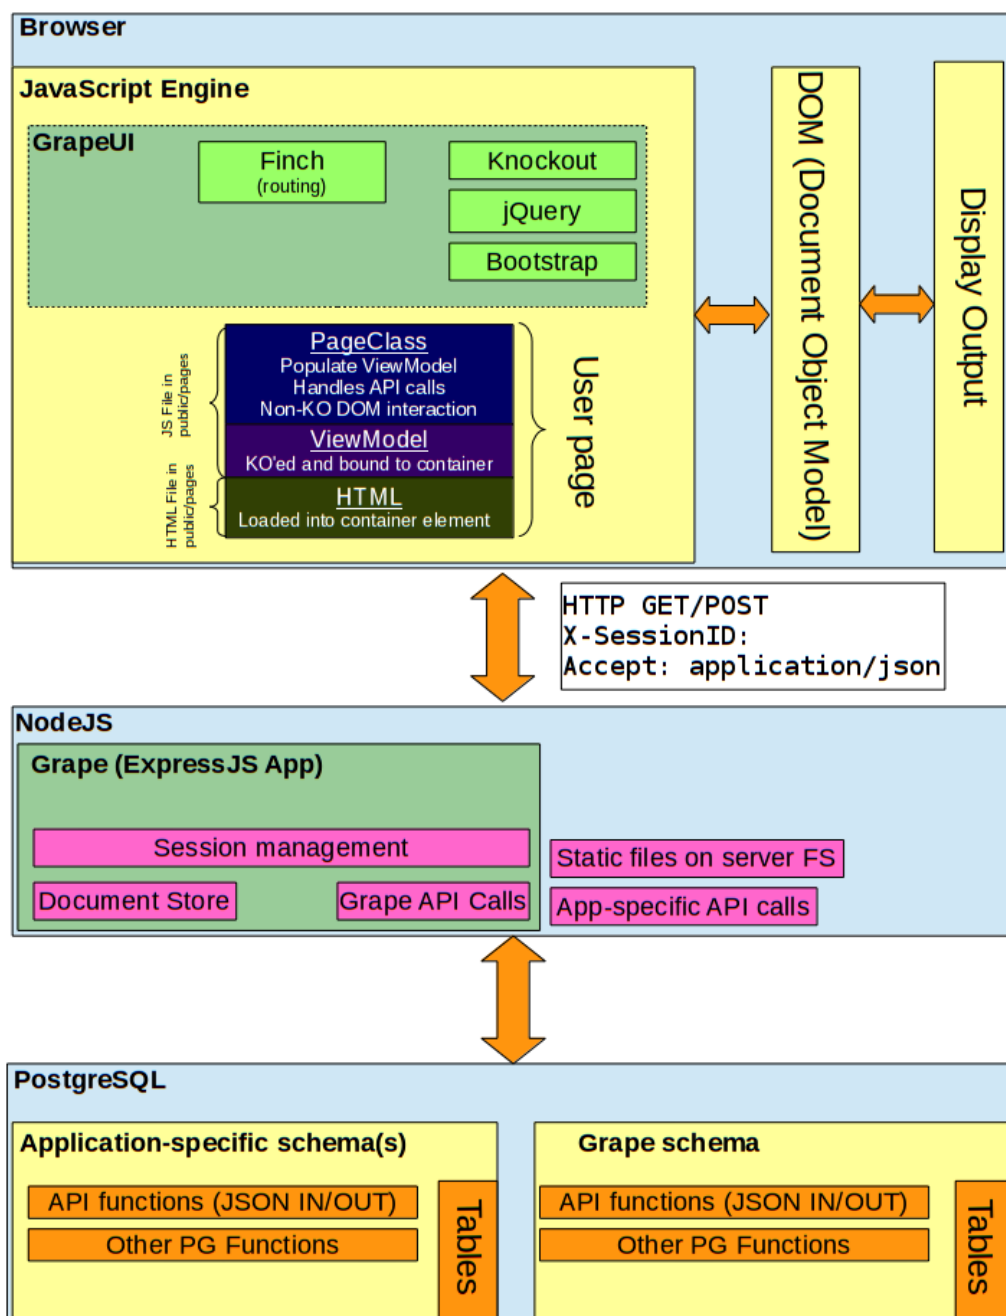 Browser
JavaScript Engine
GrapeUI
Finch
(routing)
Knockout
jQuery
Bootstrap
PageClass
Populate ViewModel
Handles API calls
Non-KO DOM interaction
ViewModel
KO'ed and bound to container
HTML
Loaded into container element
JS File in
public/pages
HTML File in
public/pages
User page
DOM (Document Object Model)
Display Output
HTTP GET/POST
X-SessionID:
Accept: application/json
NodeJS
Grape (ExpressJS App)
Session management
Document Store
Grape API Calls
Static files on server FS
App-specific API calls
PostgreSQL
Application-specific schema(s)
API functions (JSON IN/OUT)
Other PG Functions
Tables
Grape schema
API functions (JSON IN/OUT)
Other PG Functions
Tables